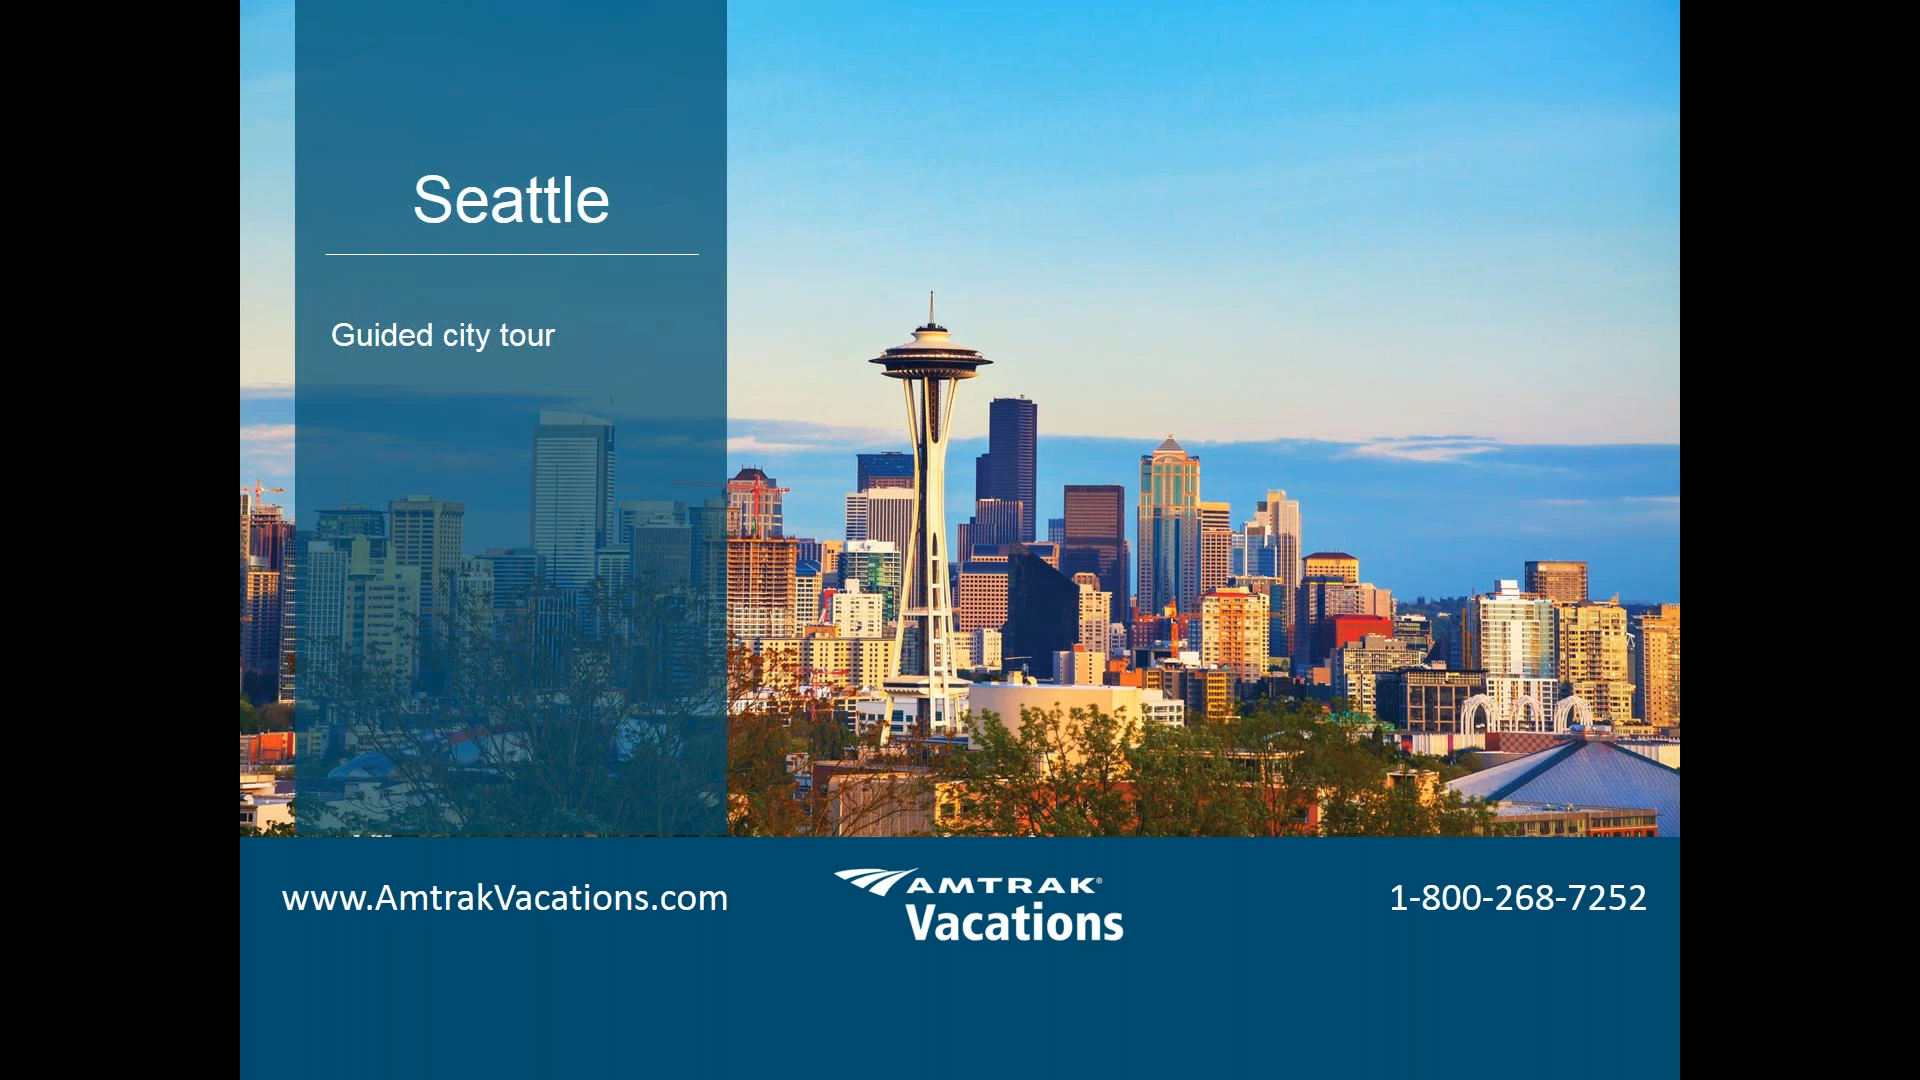 Seattle
Guided city tour
www.AmtrakVacations.com
AMTRAK®
Vacations
1-800-268-7252